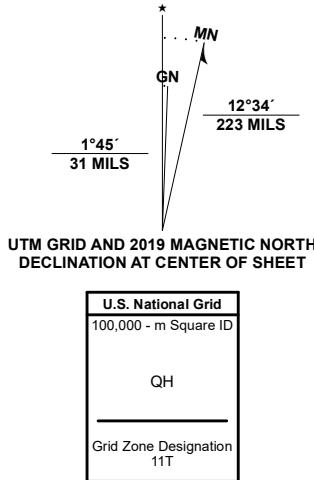 ★
MN
GN
12°34´
223 MILS
1°45´
31 MILS
UTM GRID AND 2019 MAGNETIC NORTH
DECLINATION AT CENTER OF SHEET
U.S. National Grid
100,000 - m Square ID
QH
Grid Zone Designation
11T